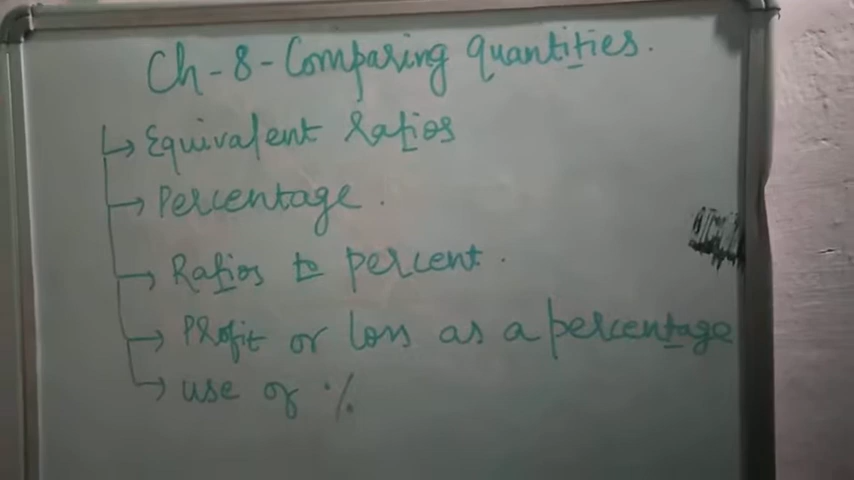 Ch-8-Comparing Quantities.
Equivalent Ratios
Percentage.
Ratios to percent.
Profit or loss as a percentage
use of %